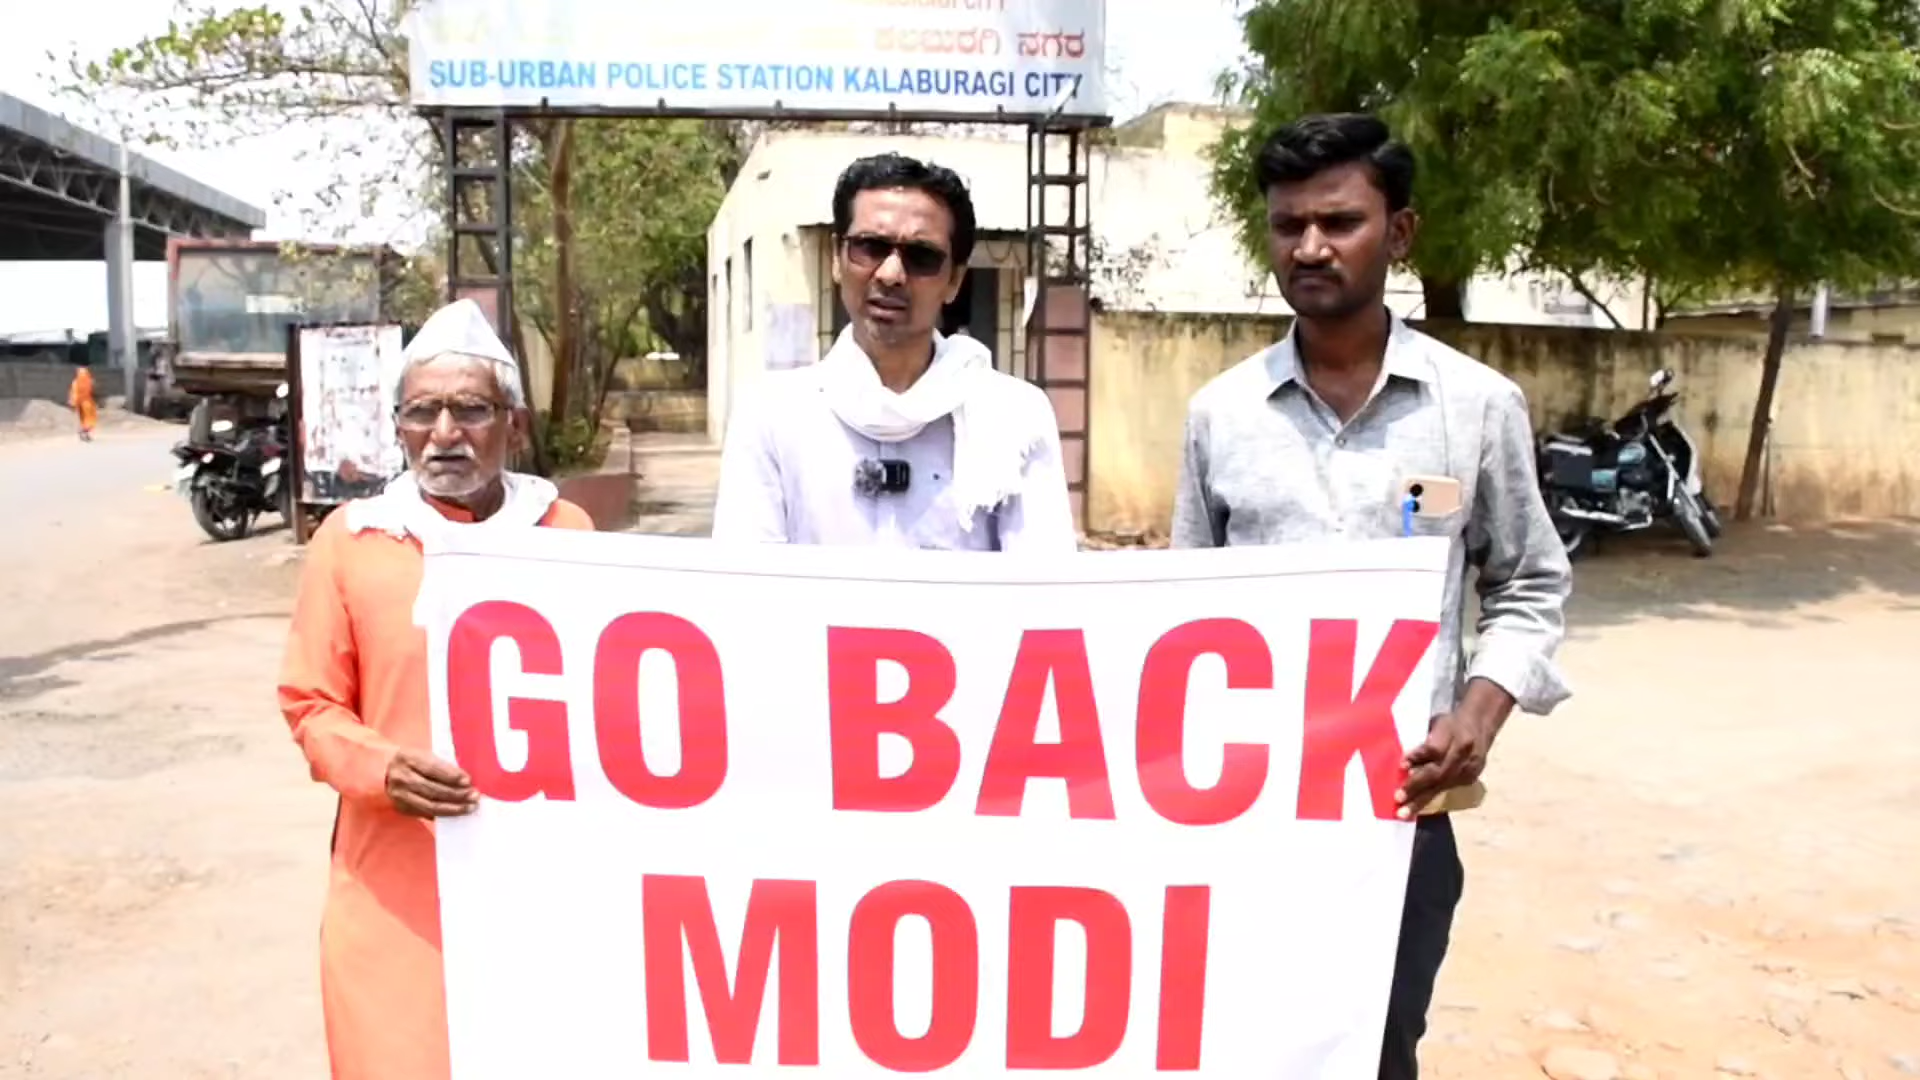 ಕಲಬುರಗಿ ನಗರ
SUB-URBAN POLICE STATION KALABURAGI CITY
GO BACK
MODI